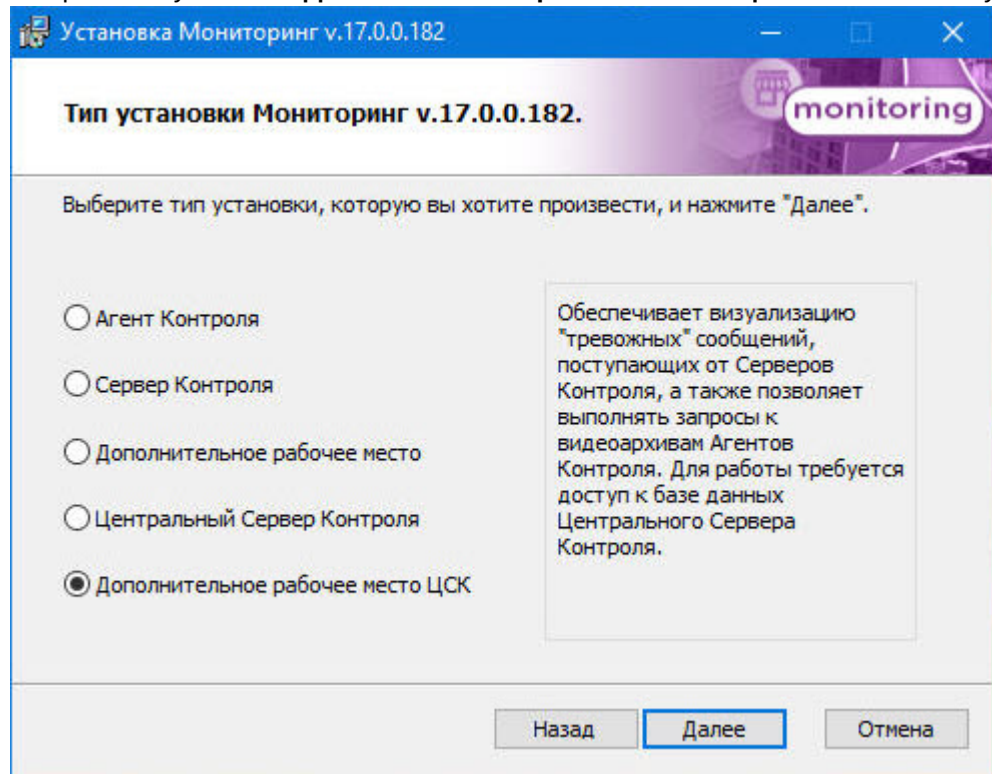 Установка Мониторинг v.17.0.0.182
Тип установки Мониторинг v.17.0.0.182.
monitoring
Выберите тип установки, которую вы хотите произвести, и нажмите "Далее".
Агент Контроля
Сервер Контроля
Дополнительное рабочее место
Центральный Сервер Контроля
Дополнительное рабочее место ЦСК
Обеспечивает визуализацию
"тревожных" сообщений,
поступающих от Серверов
Контроля, а также позволяет
выполнять запросы к
видеоархивам Агентов
Контроля. Для работы требуется
доступ к базе данных
Центрального Сервера
Контроля.
Назад
Далее
Отмена